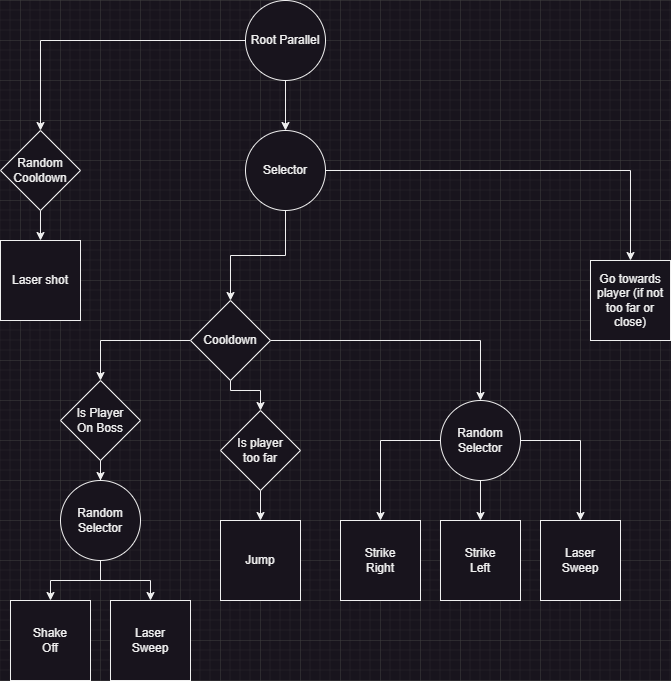 Root Parallel
Random
Cooldown
Selector
Laser shot
Go towards
player (if not
too far or
close)
Cooldown
Is Player
On Boss
Is player
too far
Random
Selector
Random
Selector
Jump
Strike
Right
Strike
Left
Laser
Sweep
Shake
Off
Laser
Sweep